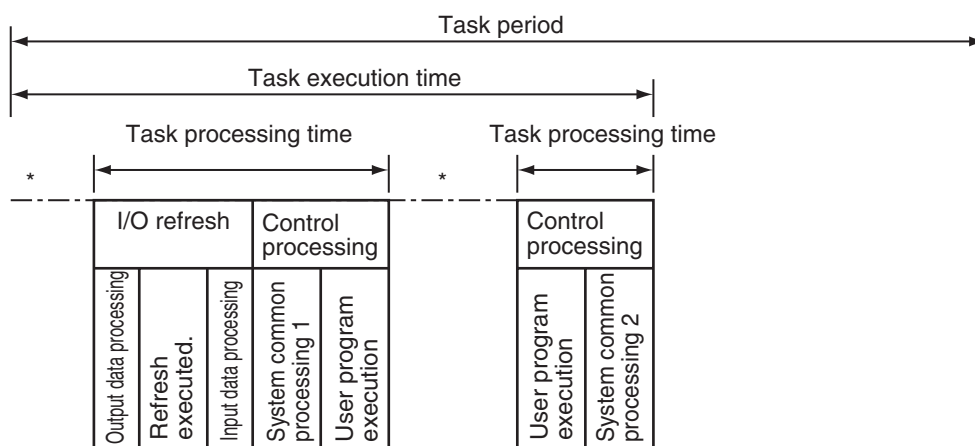 Task period
Task execution time
Task processing time
Task processing time
*
*
I/O refresh
Control
processing
Control
processing
Output data processing
Refresh
executed.
Input data processing
System common
processing 1
User program
execution
User program
execution
System common
processing 2